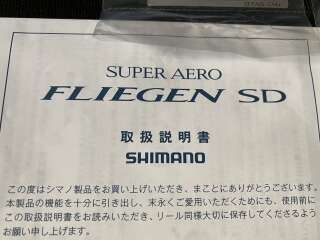 SUPER AERO
FLIEGEN SD
取扱説明書
SHIMANO
この度はシマノ製品をお買い上げいただき、まことにありがとうございます。
本製品の機能を十分に引き出し、末永くご愛用いただくためにも、使用前に
この取扱説明書をお読みいただき、リール同様大切に保存してくださるよう
お願い申し上げます。